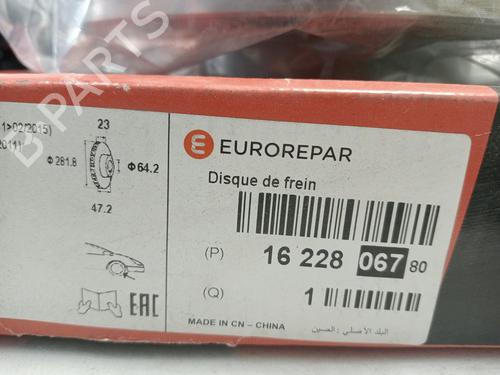 1>02/2015)
2011)
23
Φ 281.8
Φ 64.2
47.2
EAC
EUROREPAR
Disque de frein
(P) 16 228 067 80
(Q) 1
MADE IN CN – CHINA
البلد الأصلي : الصين
B-PARTS